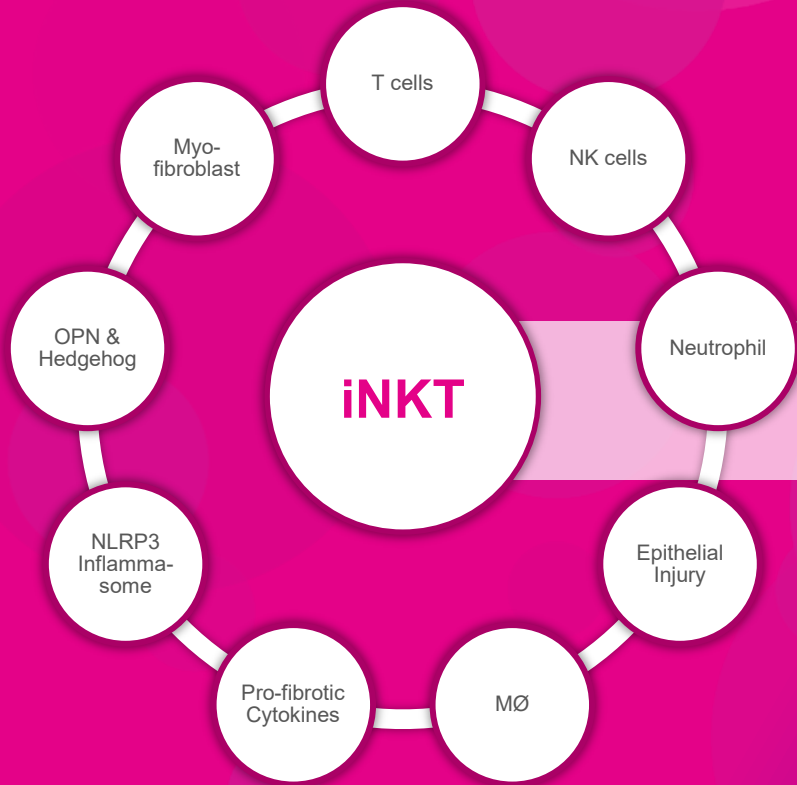 T cells
NK cells
Neutrophil
Epithelial
Injury
MØ
Pro-fibrotic
Cytokines
NLRP3
Inflamma-
some
OPN &
Hedgehog
Myo-
fibroblast
iNKT